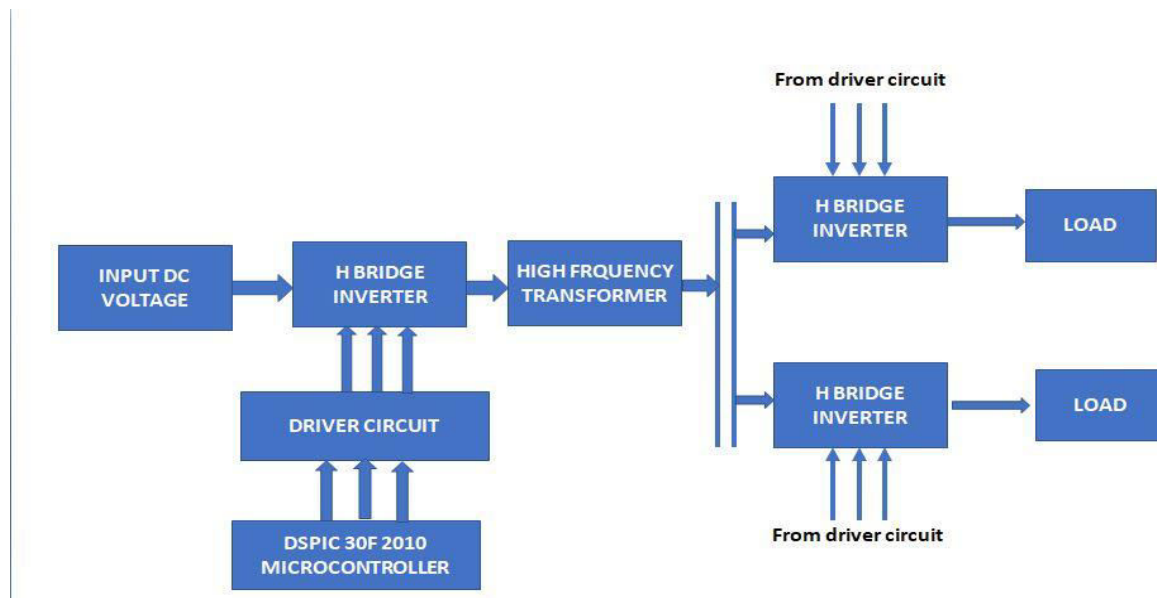 From driver circuit
H BRIDGE
INVERTER
LOAD
INPUT DC
VOLTAGE
H BRIDGE
INVERTER
HIGH FRQUENCY
TRANSFORMER
H BRIDGE
INVERTER
LOAD
DRIVER CIRCUIT
From driver circuit
DSPIC 30F 2010
MICROCONTROLLER